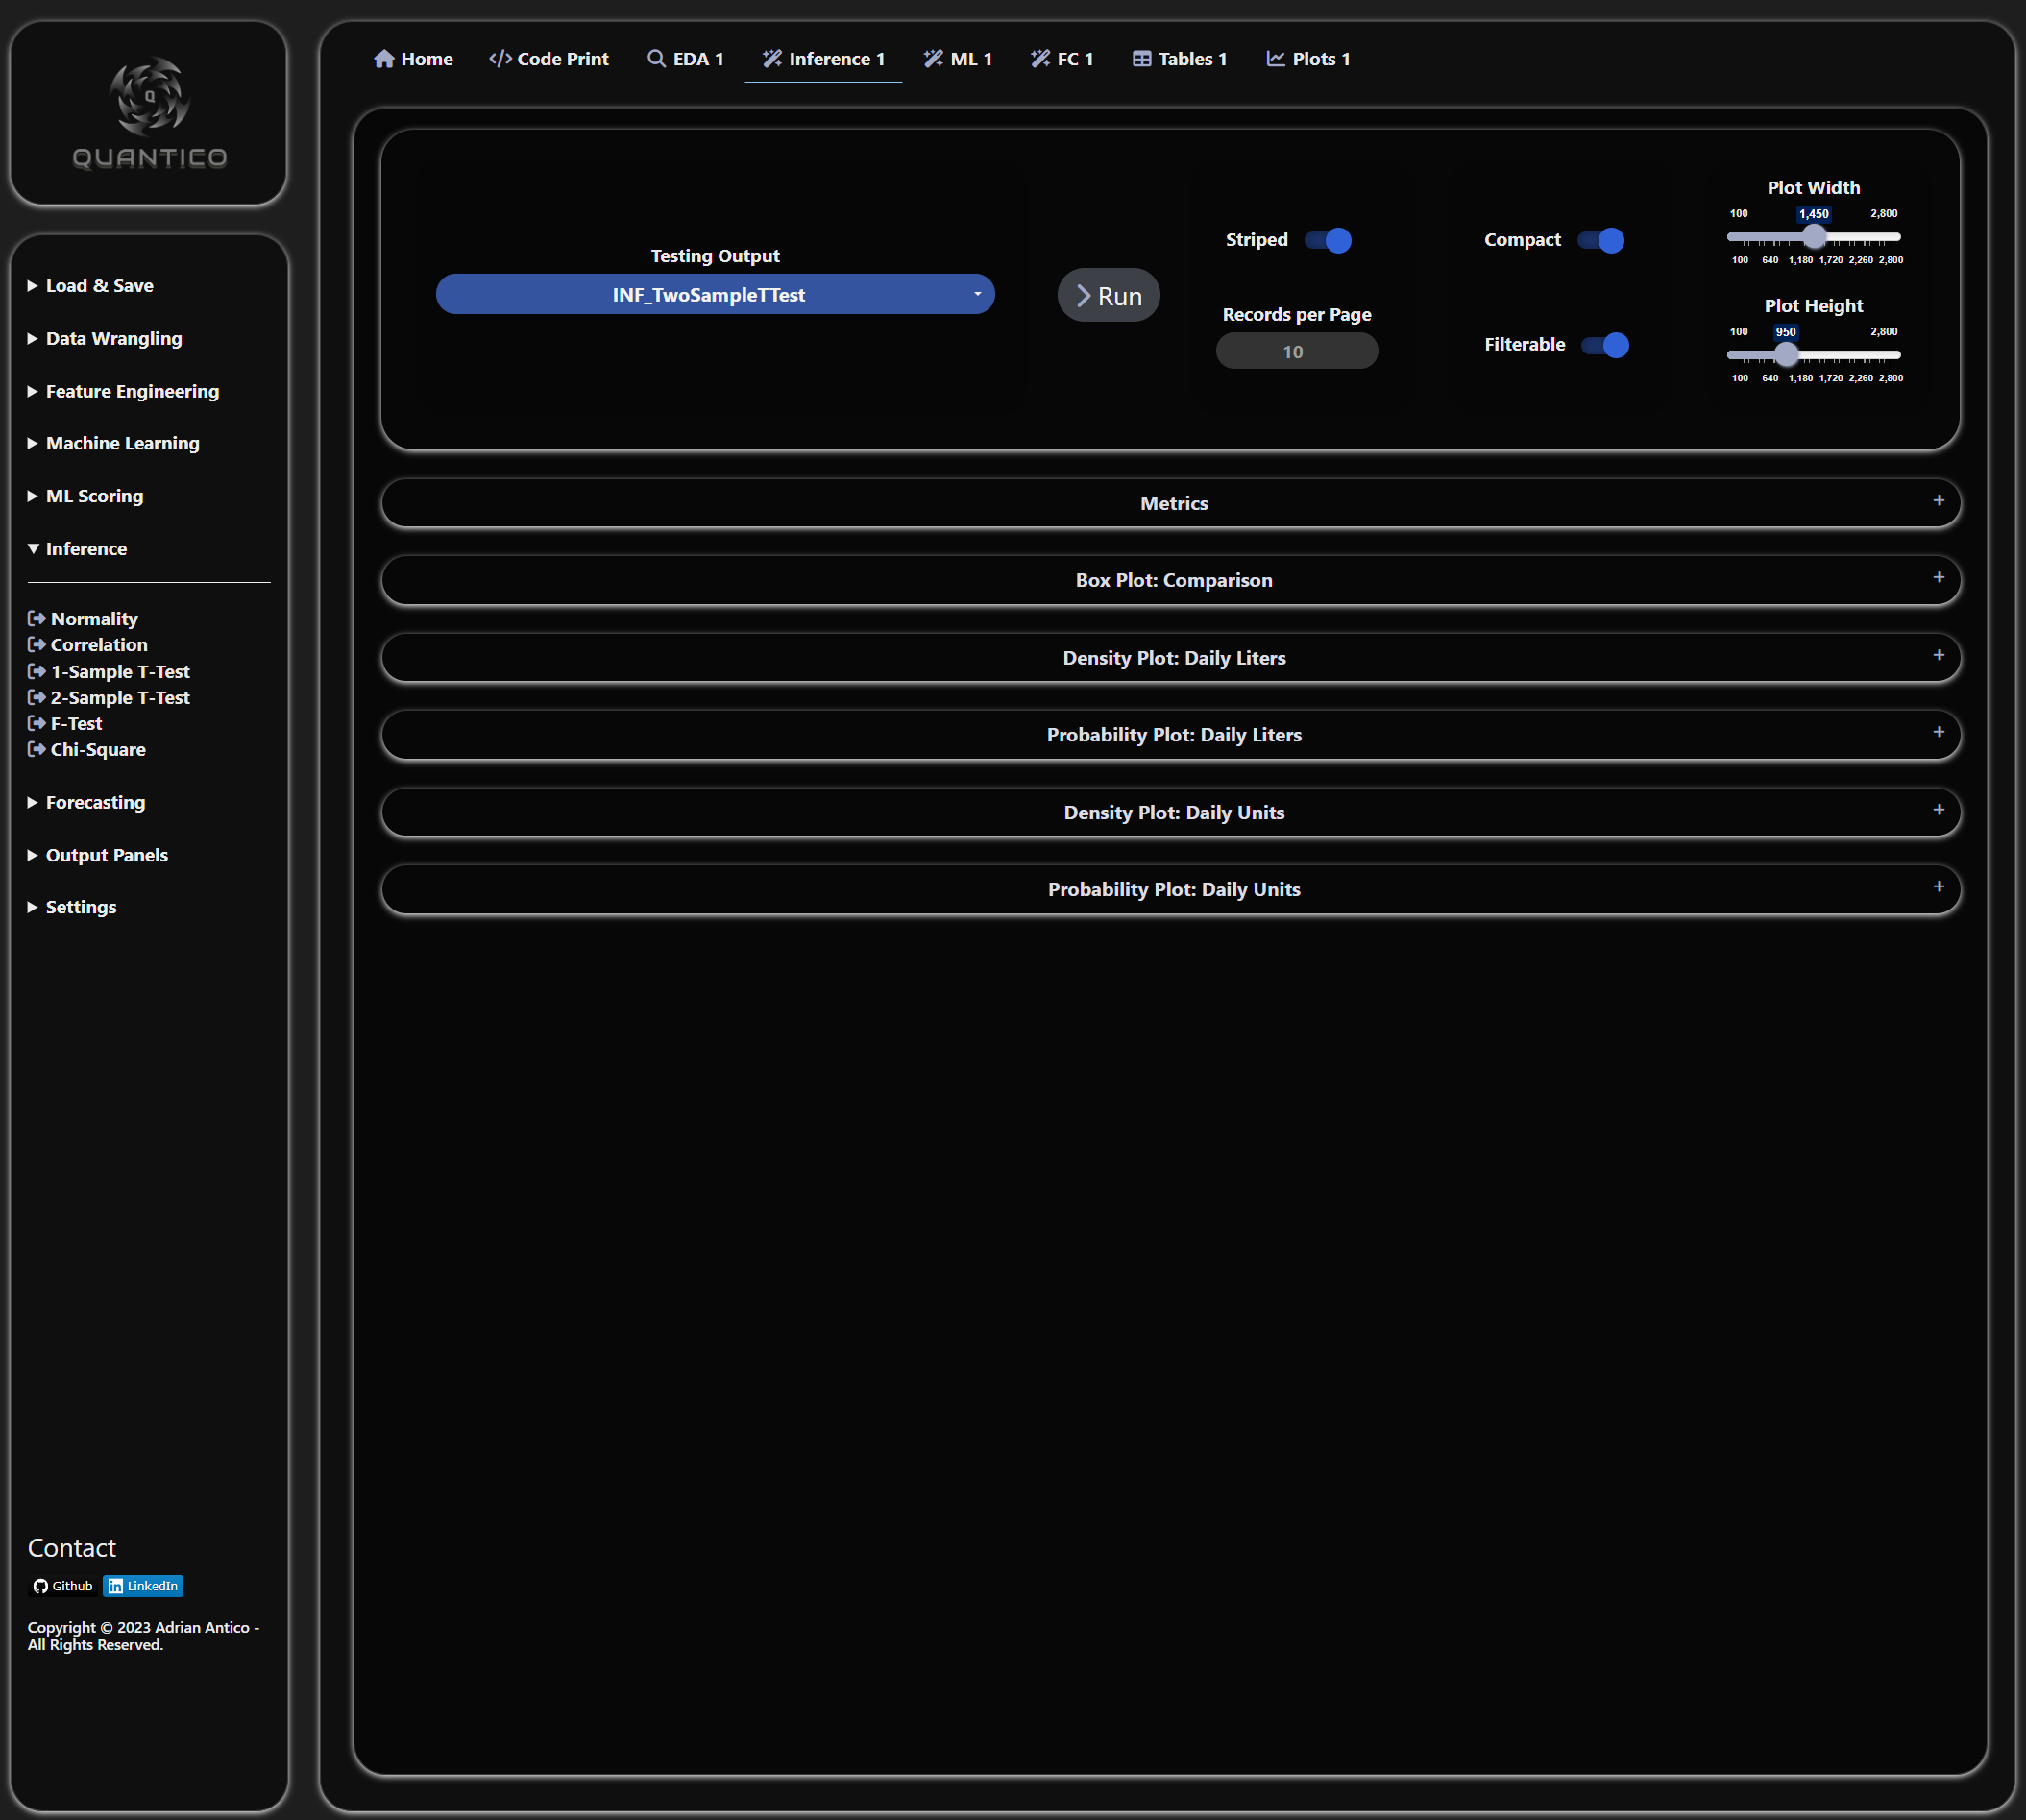 Q
QUANTICO
Load & Save
Data Wrangling
Feature Engineering
Machine Learning
ML Scoring
Inference
Normality
Correlation
1-Sample T-Test
2-Sample T-Test
F-Test
Chi-Square
Forecasting
Output Panels
Settings
Contact
Github LinkedIn
Copyright © 2023 Adrian Antico -
All Rights Reserved.
Home </> Code Print EDA 1 Inference 1 ML 1 FC 1 Tables 1 Plots 1
Testing Output
INF_TwoSampleTTest
Run
Striped
Records per Page
10
Compact
Filterable
Plot Width
100 1,450 2,800
100 640 1,180 1,720 2,260 2,800
Plot Height
100 950 2,800
100 640 1,180 1,720 2,260 2,800
Metrics +
Box Plot: Comparison +
Density Plot: Daily Liters +
Probability Plot: Daily Liters +
Density Plot: Daily Units +
Probability Plot: Daily Units +